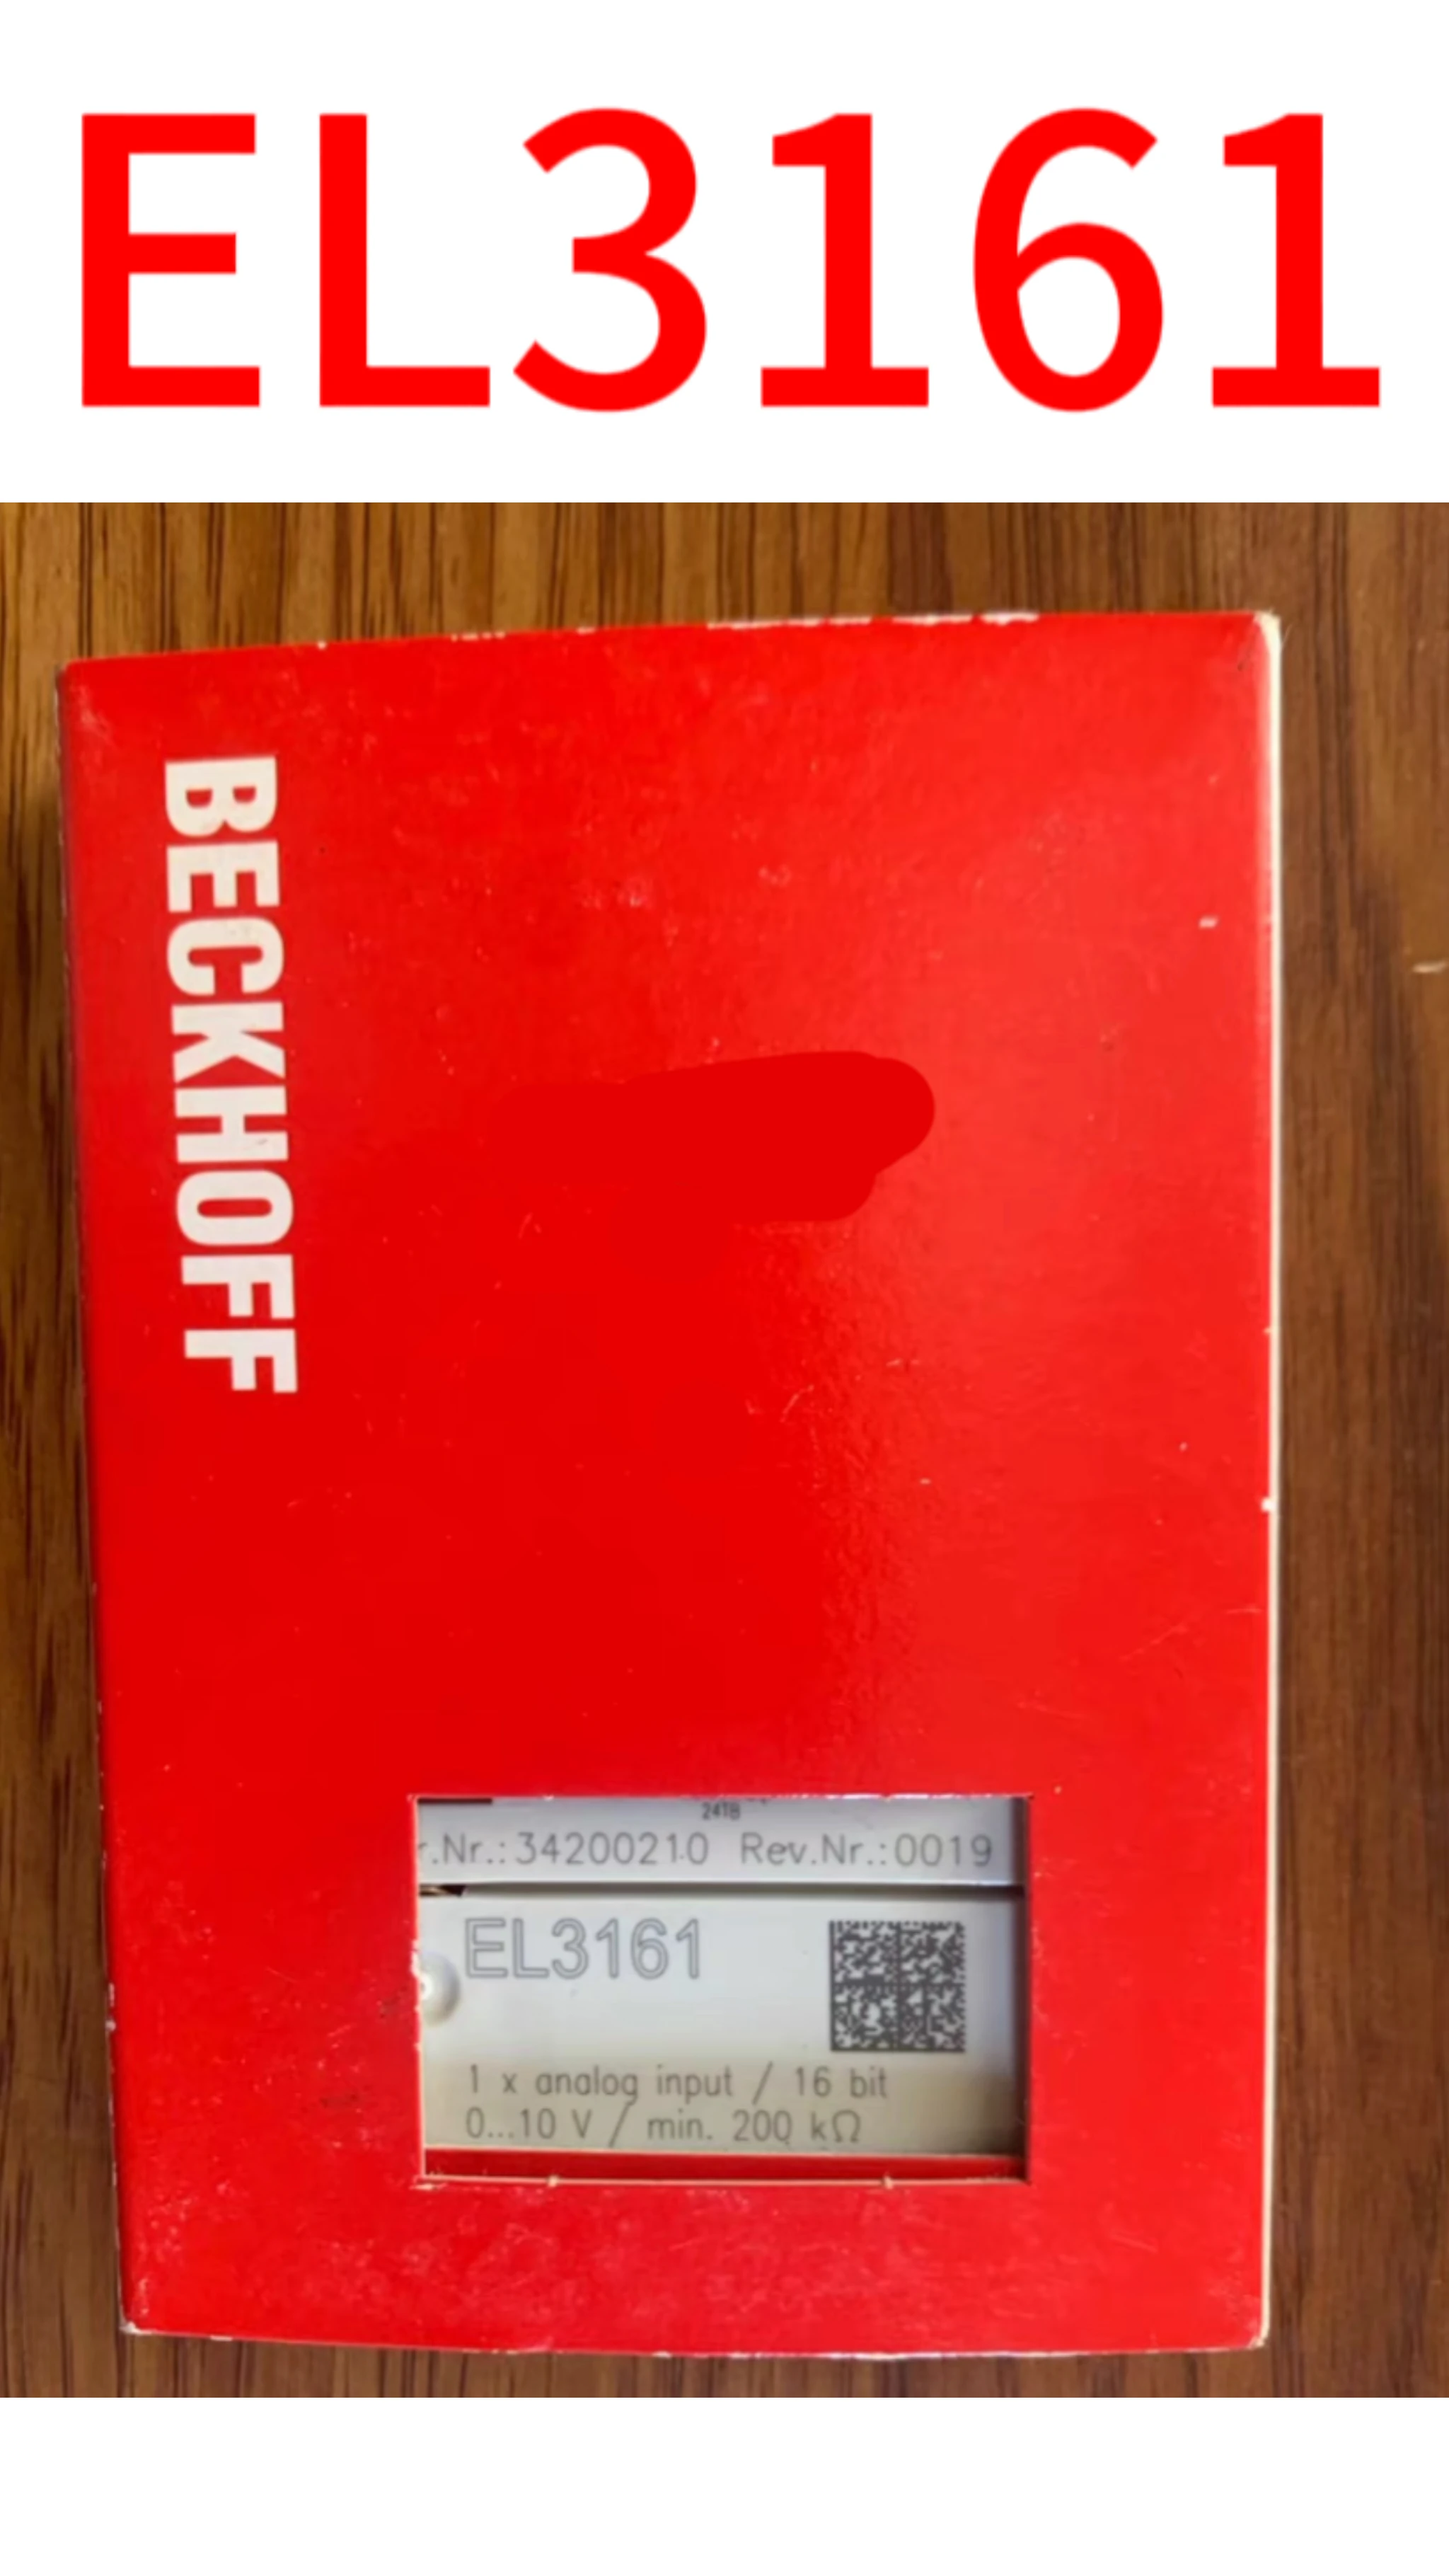 EL3161
BECKHOFF
2418
r.Nr.:34200210 Rev.Nr.:0019
EL3161
1 x analog input / 16 bit
0...10 V / min. 200 kΩ